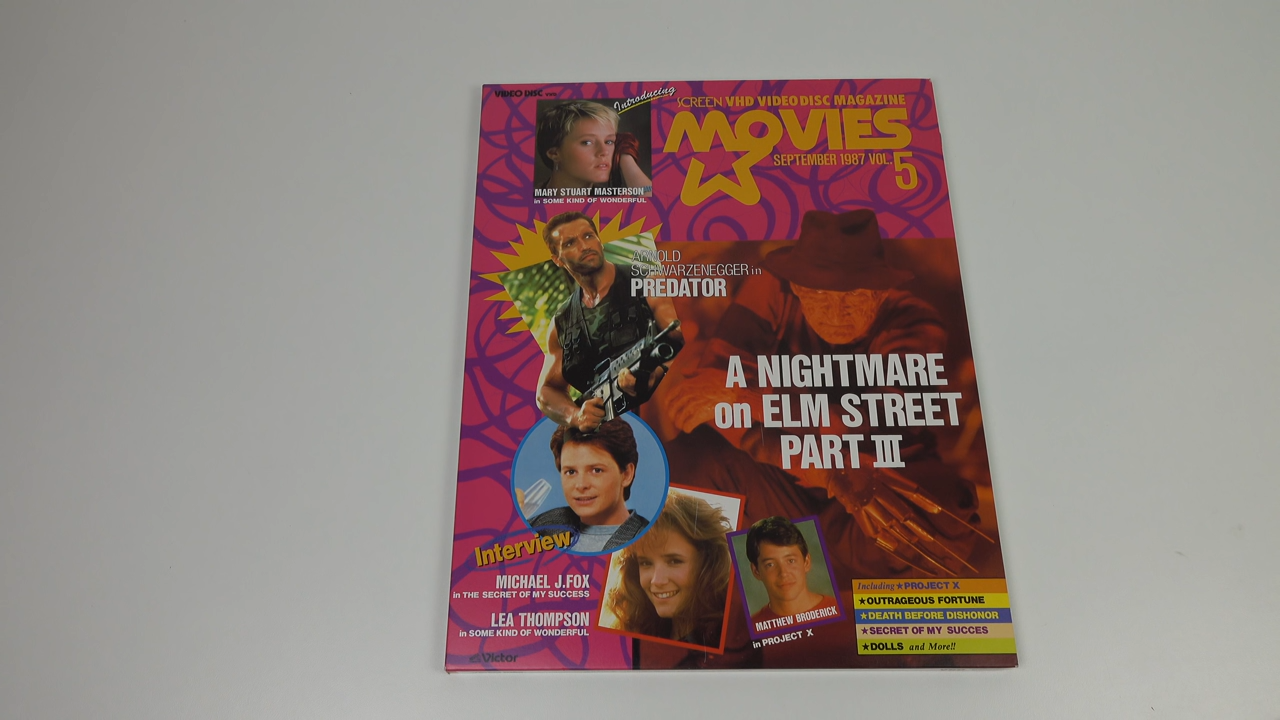 VIDEO DISC VHD
Introducing
SCREEN VHD VIDEODISC MAGAZINE
MOVIES
SEPTEMBER 1987 VOL. 5
MARY STUART MASTERSON
in SOME KIND OF WONDERFUL
ARNOLD
SCHWARZENEGGER in
PREDATOR
A NIGHTMARE
on ELM STREET
PART III
Interview
MICHAEL J.FOX
in THE SECRET OF MY SUCCESS
LEA THOMPSON
in SOME KIND OF WONDERFUL
MATTHEW BRODERICK
in PROJECT X
Including ★PROJECT X
★OUTRAGEOUS FORTUNE
★DEATH BEFORE DISHONOR
★SECRET OF MY SUCCES
★DOLLS and More!!
Victor